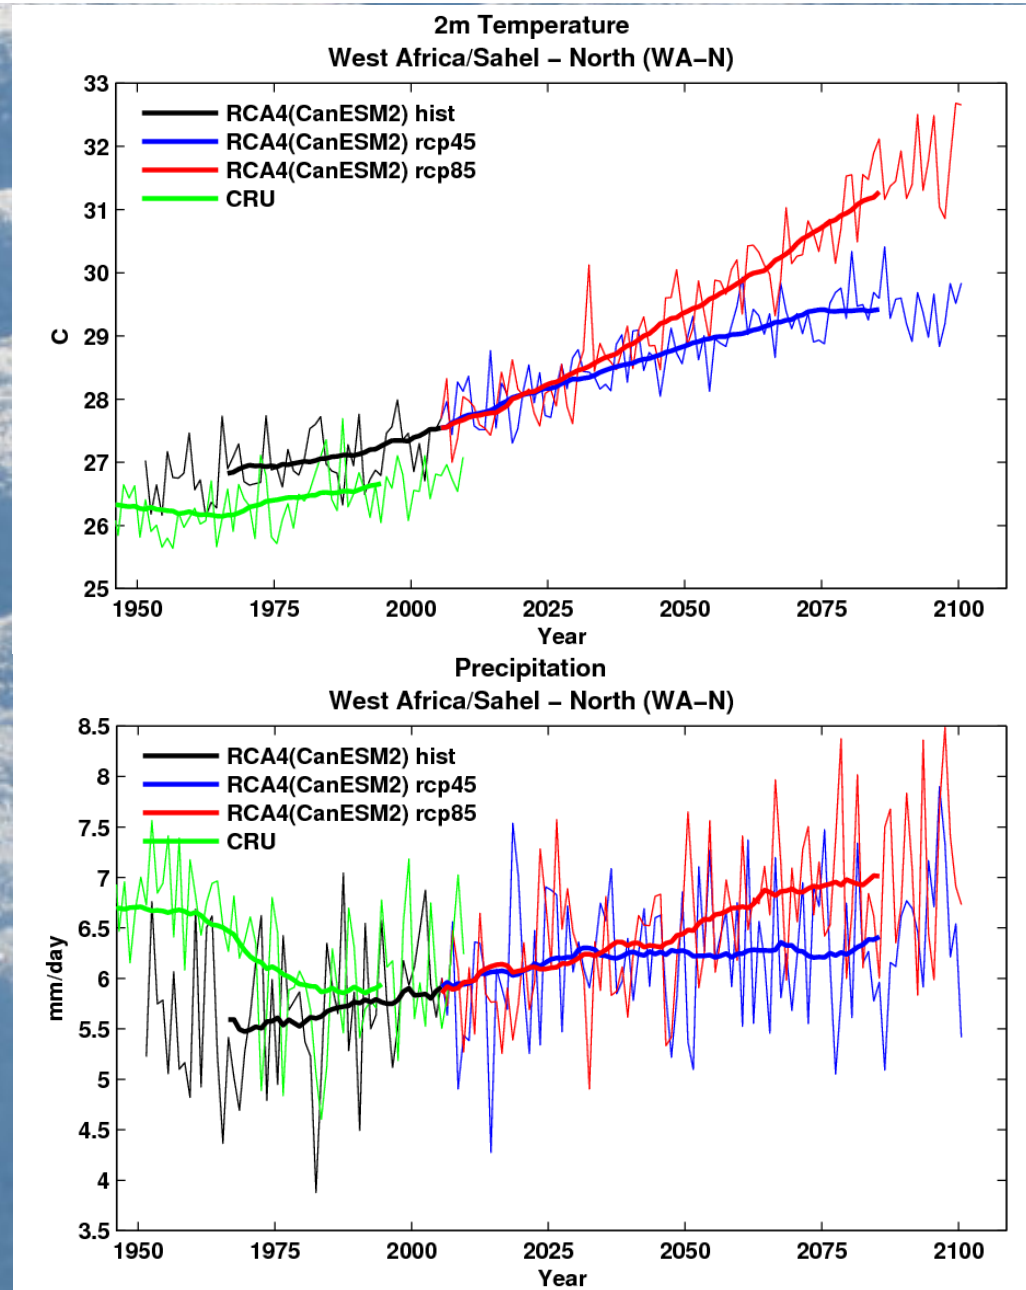 2m Temperature
West Africa/Sahel – North (WA–N)
33
32
31
30
29
28
27
26
25
C
RCA4(CanESM2) hist
RCA4(CanESM2) rcp45
RCA4(CanESM2) rcp85
CRU
1950 1975 2000 2025 2050 2075 2100
Year
Precipitation
West Africa/Sahel – North (WA–N)
8.5
8
7.5
7
6.5
6
5.5
5
4.5
4
3.5
mm/day
RCA4(CanESM2) hist
RCA4(CanESM2) rcp45
RCA4(CanESM2) rcp85
CRU
1950 1975 2000 2025 2050 2075 2100
Year